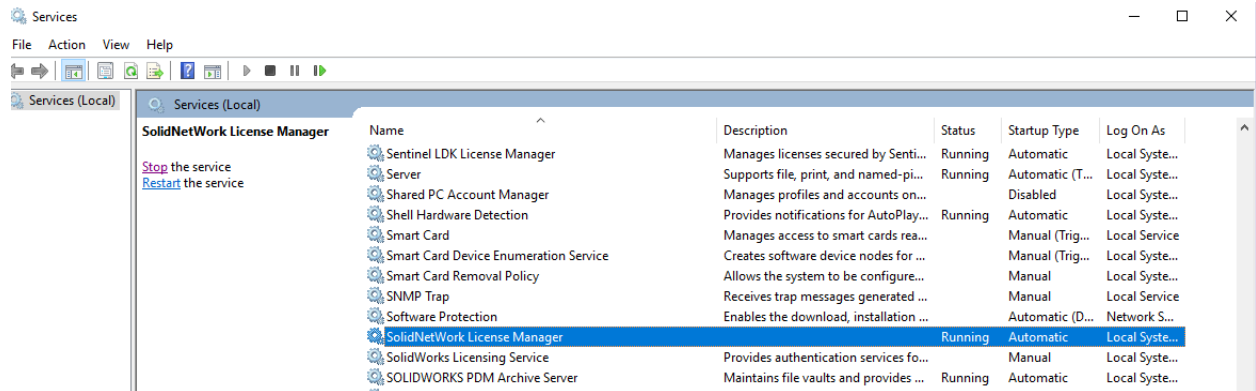 Services
File Action View Help
Services (Local)
Services (Local)
SolidNetWork License Manager
Stop the service
Restart the service
Name Description Status Startup Type Log On As
Sentinel LDK License Manager Manages licenses secured by Senti... Running Automatic Local Syste...
Server Supports file, print, and named-pi... Running Automatic (T... Local Syste...
Shared PC Account Manager Manages profiles and accounts on... Disabled Local Syste...
Shell Hardware Detection Provides notifications for AutoPlay... Running Automatic Local Syste...
Smart Card Manages access to smart cards rea... Manual (Trig... Local Service
Smart Card Device Enumeration Service Creates software device nodes for ... Manual (Trig... Local Syste...
Smart Card Removal Policy Allows the system to be configure... Manual Local Syste...
SNMP Trap Receives trap messages generated ... Manual Local Service
Software Protection Enables the download, installation ... Automatic (D... Network S...
SolidNetWork License Manager Running Automatic Local Syste...
SolidWorks Licensing Service Provides authentication services fo... Manual Local Syste...
SOLIDWORKS PDM Archive Server Maintains file vaults and provides ... Running Automatic Local Syste...